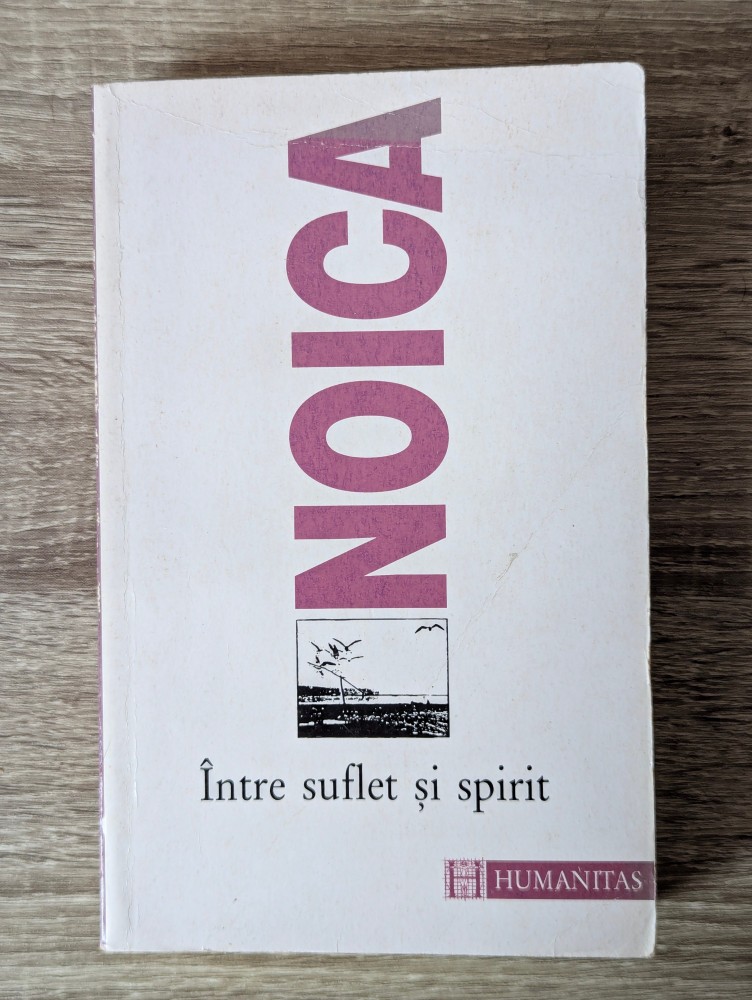 NOICA
Între suflet și spirit
H HUMANITAS